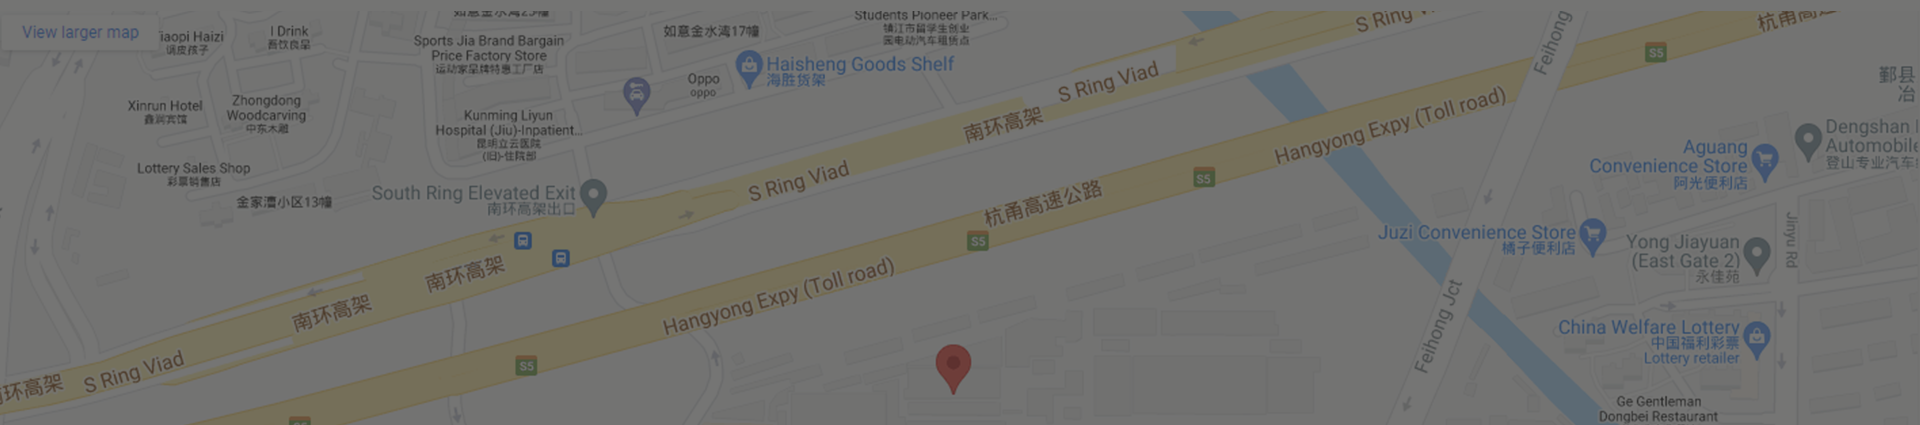 View larger map
iaopi Haizi
调皮孩子
I Drink
吾饮良品
如意金水湾23幢
Sports Jia Brand Bargain
Price Factory Store
运动家品牌特惠工厂店
如意金水湾17幢
Students Pioneer Park...
镇江市留学生创业
园电动汽车租赁点
Haisheng Goods Shelf
海胜货架
Oppo
oppo
Xinrun Hotel
鑫润宾馆
Zhongdong
Woodcarving
中东木雕
Kunming Liyun
Hospital (Jiu)-Inpatient...
昆明立云医院
(旧)-住院部
Lottery Sales Shop
彩票销售店
金家漕小区13幢
South Ring Elevated Exit
南环高架出口
S Ring Viad
南环高架
S Ring Viad
南环高架
南环高架
S Ring Viad
环高架
S Ring V
杭甬高速
S5
Feihong
Hangyong Expy (Toll road)
S5
杭甬高速公路
S5
Hangyong Expy (Toll road)
S5
鄞县
冶
Dengshan
Automobile
登山专业汽车
Aguang
Convenience Store
阿光便利店
Juzi Convenience Store
橘子便利店
Yong Jiayuan
(East Gate 2)
永佳苑
Jinyu Rd
Feihong Jct
China Welfare Lottery
中国福利彩票
Lottery retailer
Ge Gentleman
Dongbei Restaurant